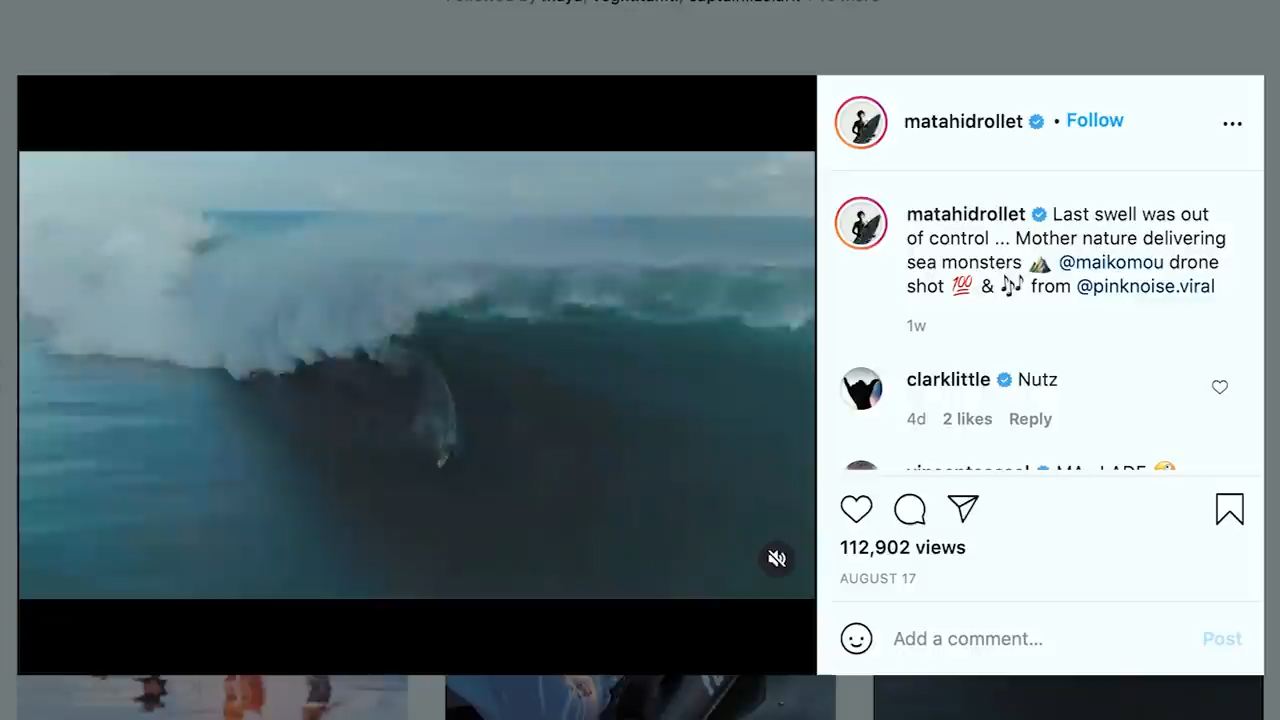 matahidrollet • Follow
matahidrollet Last swell was out
of control ... Mother nature delivering
sea monsters ⛰️ @maikomou drone
shot 💯 & 🎶 from @pinknoise.viral
1w
clarklittle Nutz
4d 2 likes Reply
112,902 views
AUGUST 17
Add a comment... Post